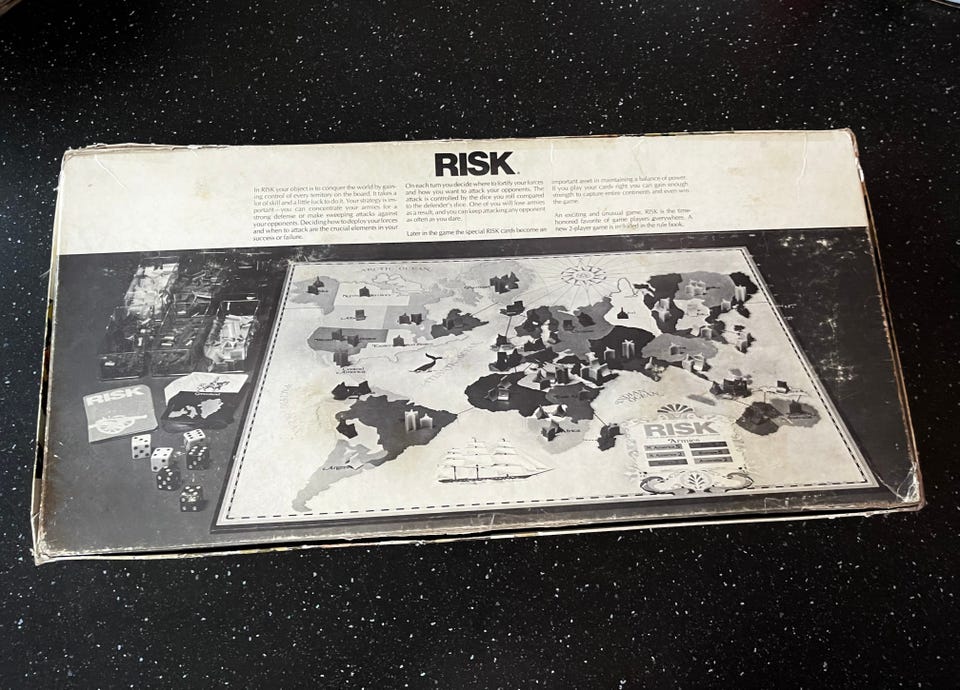 RISK®
In RISK your object is to conquer the world by gain-
ing control of every territory on the board. It takes a
lot of skill and a little luck to do it. Your strategy is im-
portant—you can concentrate your armies for a
strong defense or make sweeping attacks against
your opponents. Deciding how to deploy your forces
and when to attack are the crucial elements in your
success or failure.
On each turn you decide where to fortify your forces
and how you want to attack your opponents. The
attack is controlled by the dice you roll compared
to the defender's dice. One of you will lose armies
as a result, and you can keep attacking any opponent
as often as you dare.
Later in the game the special RISK cards become an
important asset in maintaining a balance of power.
If you play your cards right you can gain enough
strength to capture entire continents and even win
the game.
An exciting and unusual game, RISK is the time-
honored favorite of game players everywhere. A
new 2-player game is included in the rule book.
ARCTIC OCEAN
Central
America
INDIAN
OCEAN
RISK
RISK
Armies